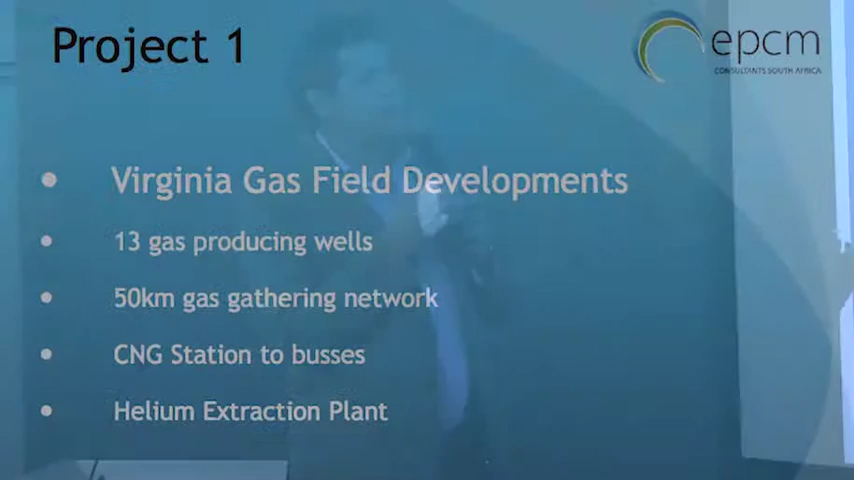 Project 1
epcm
CONSULTANTS SOUTH AFRICA
• Virginia Gas Field Developments
• 13 gas producing wells
• 50km gas gathering network
• CNG Station to busses
• Helium Extraction Plant